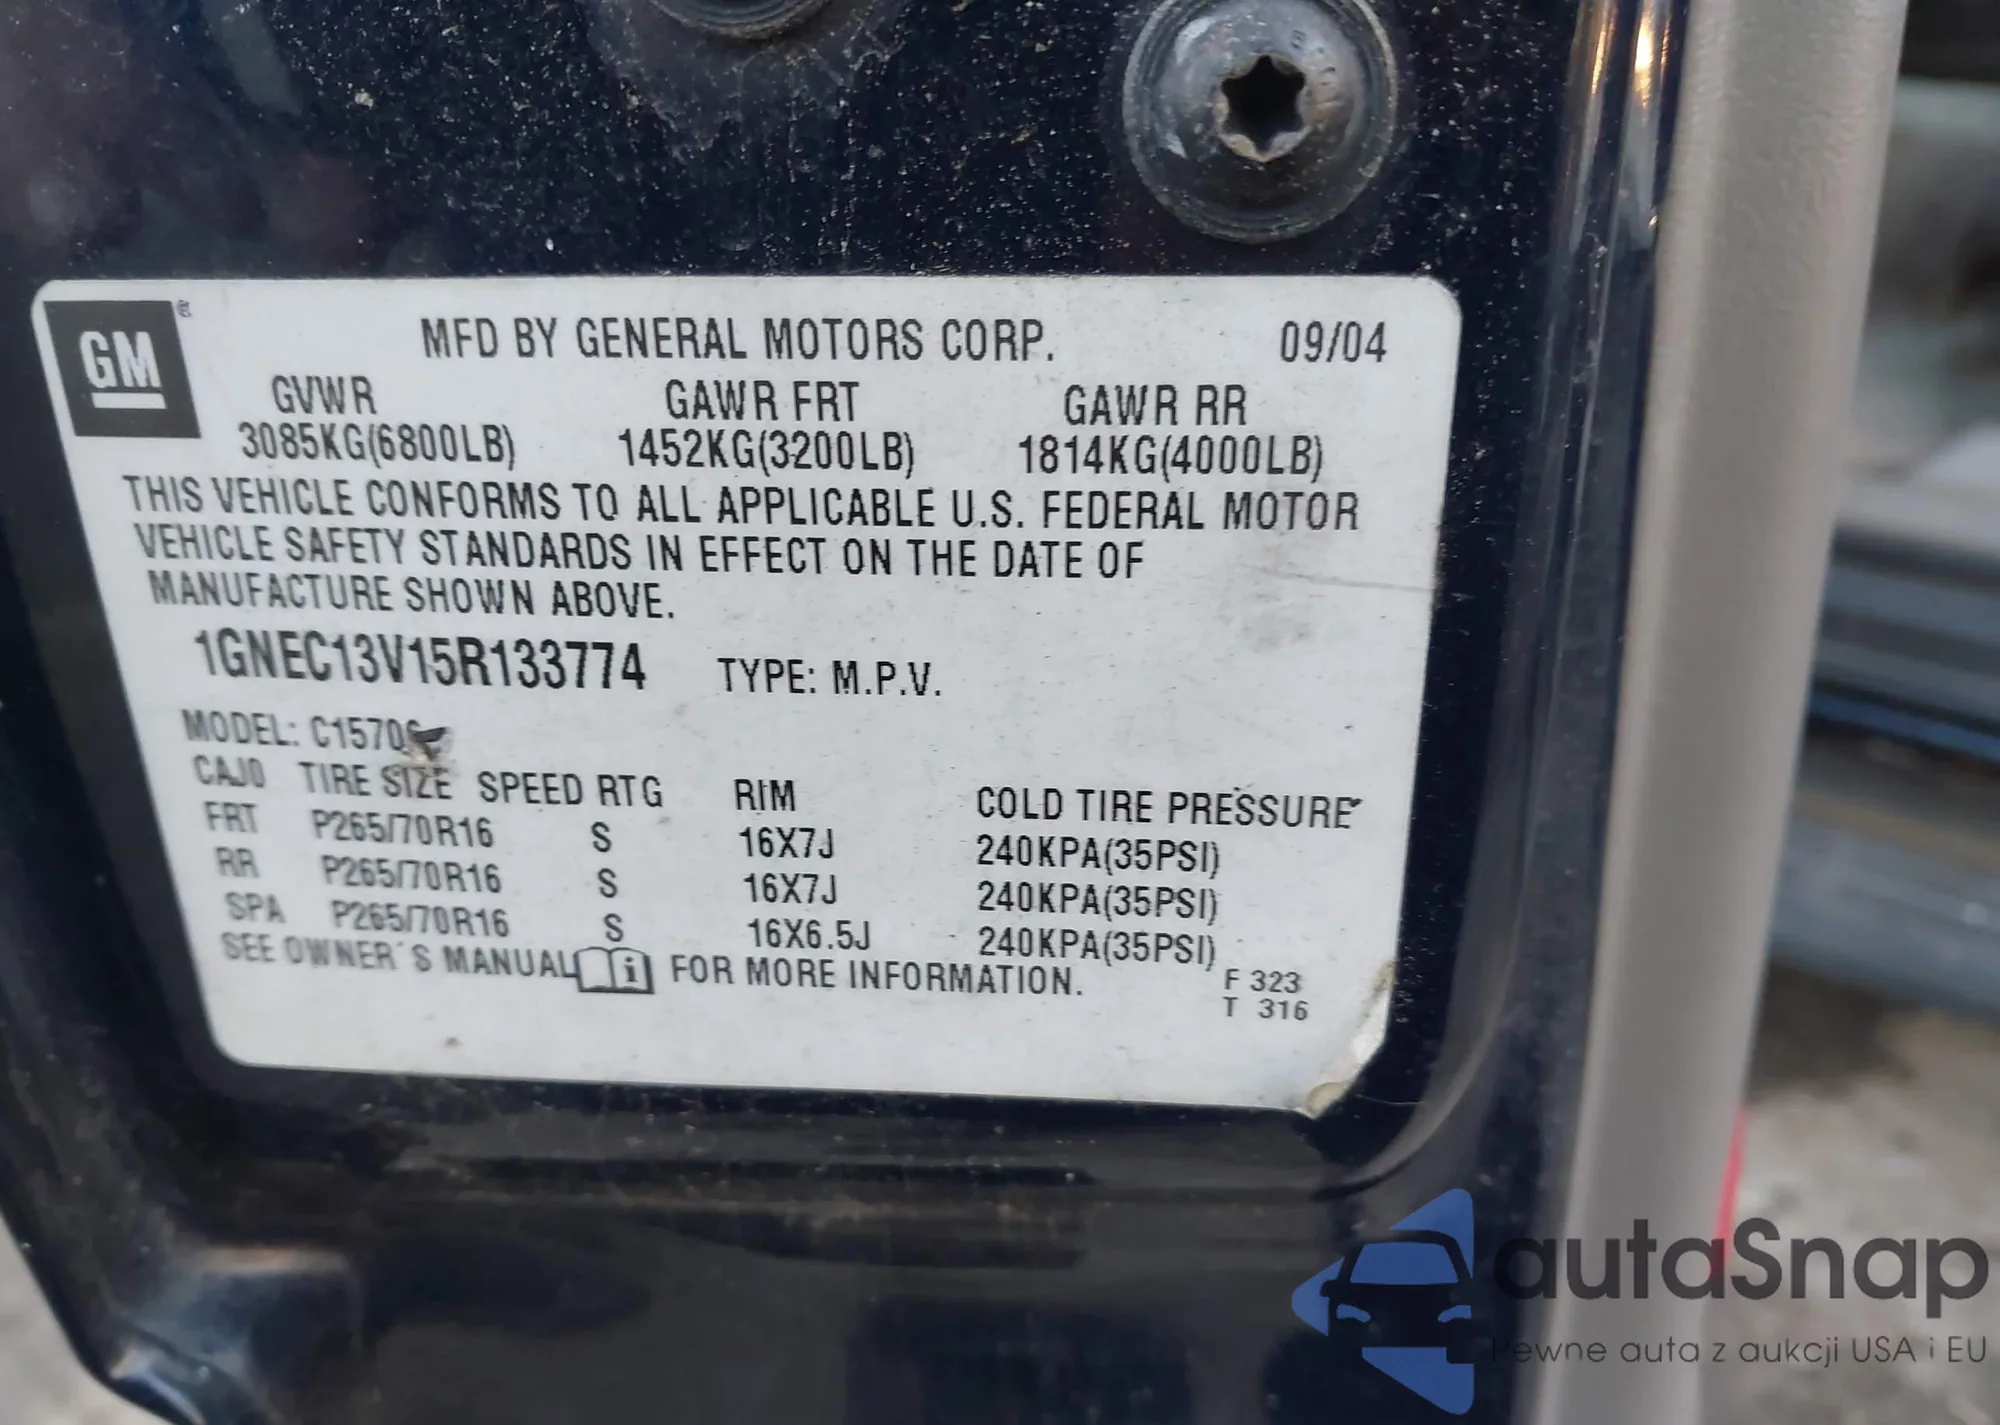 GM ®
MFD BY GENERAL MOTORS CORP. 09/04
GVWR GAWR FRT GAWR RR
3085KG(6800LB) 1452KG(3200LB) 1814KG(4000LB)
THIS VEHICLE CONFORMS TO ALL APPLICABLE U.S. FEDERAL MOTOR
VEHICLE SAFETY STANDARDS IN EFFECT ON THE DATE OF
MANUFACTURE SHOWN ABOVE.
1GNEC13V15R133774 TYPE: M.P.V.
MODEL:
CAJ0 TIRE SIZE SPEED RTG RIM COLD TIRE PRESSURE
FRT P265/70R16 S 16X7J 240KPA(35PSI)
RR P265/70R16 S 16X7J 240KPA(35PSI)
SPA P265/70R16 S 16X6.5J 240KPA(35PSI)
SEE OWNER'S MANUAL i FOR MORE INFORMATION.
F 323
T 316
autaSnap
Pewne auta z aukcji USA i EU